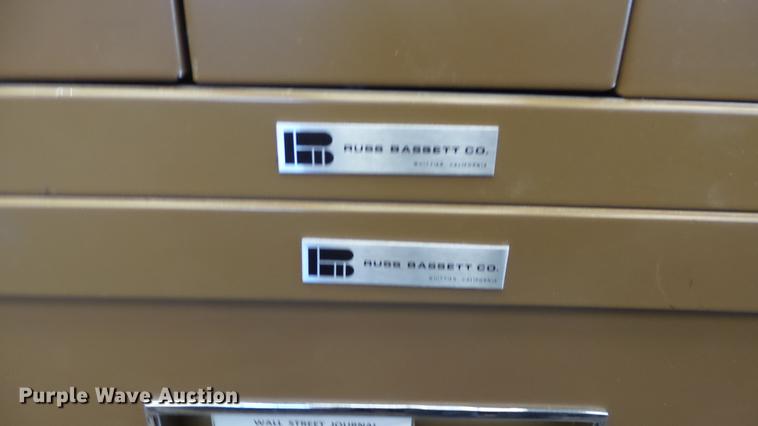 RUSS BASSETT CO.
WHITTIER, CALIFORNIA
RUSS BASSETT CO.
WHITTIER, CALIFORNIA
Purple Wave Auction
WALL STREET JOURNAL